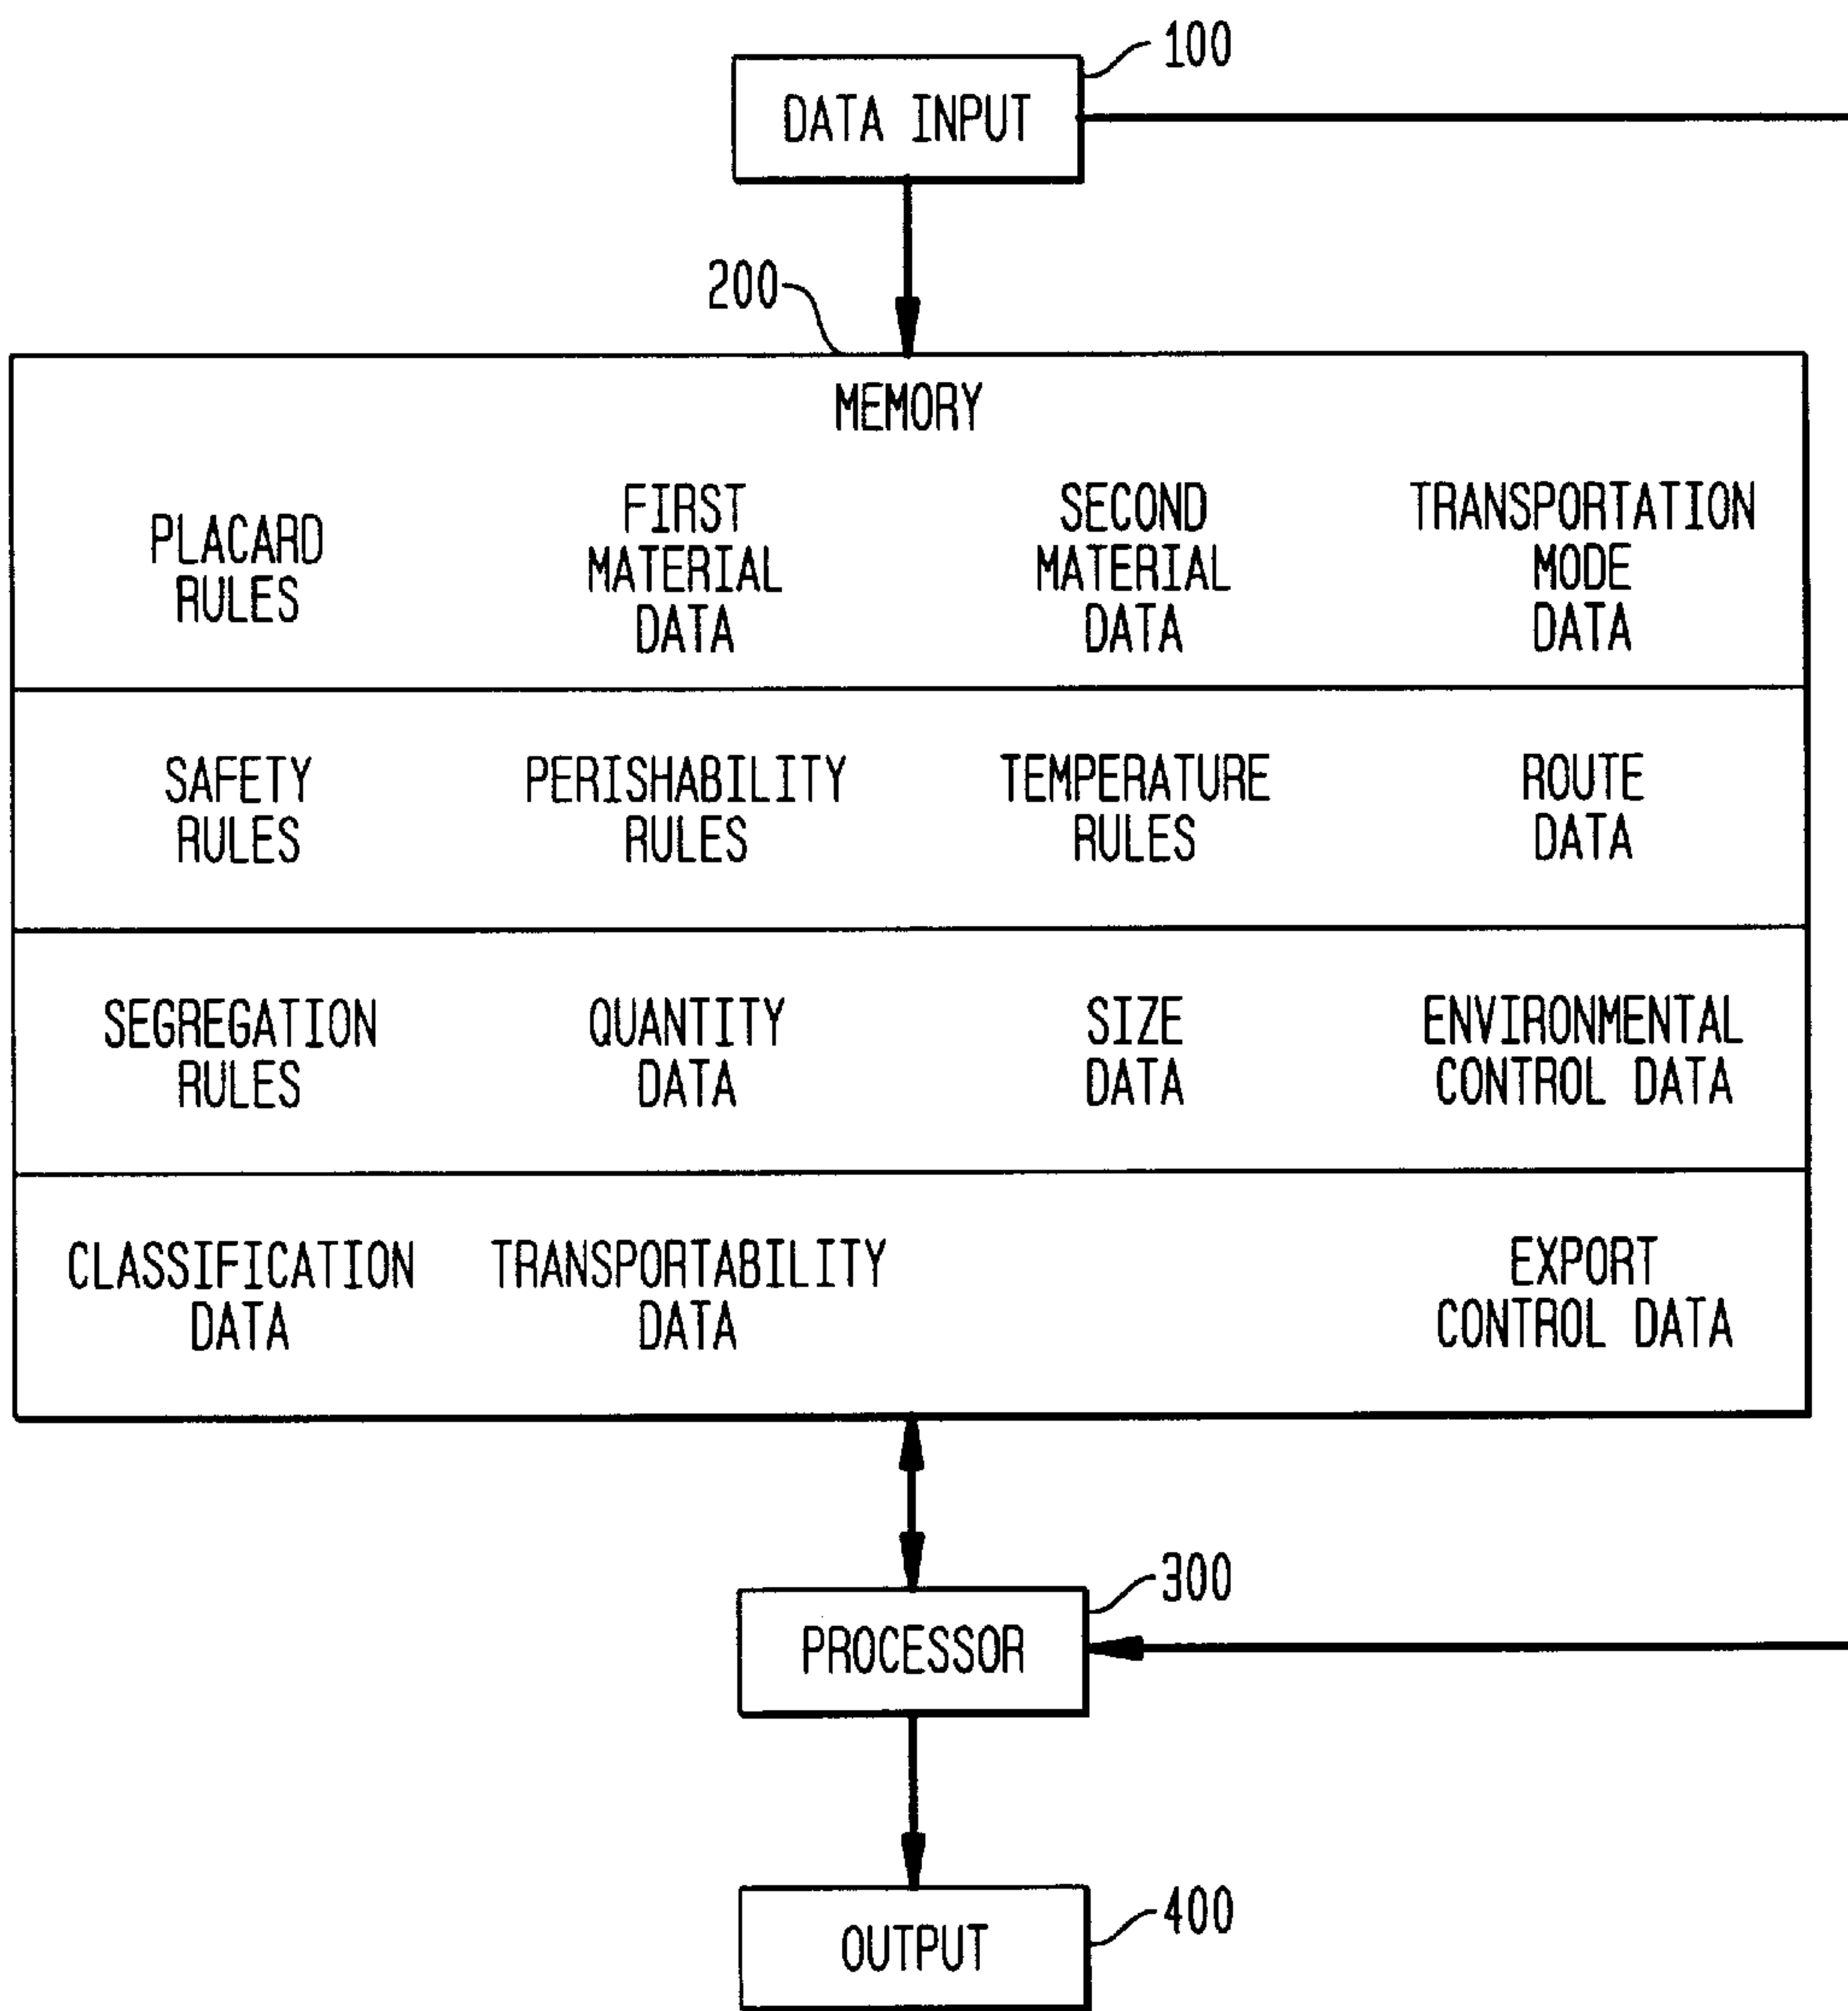 100
DATA INPUT
200
MEMORY
PLACARD
RULES
FIRST
MATERIAL
DATA
SECOND
MATERIAL
DATA
TRANSPORTATION
MODE
DATA
SAFETY
RULES
PERISHABILITY
RULES
TEMPERATURE
RULES
ROUTE
DATA
SEGREGATION
RULES
QUANTITY
DATA
SIZE
DATA
ENVIRONMENTAL
CONTROL DATA
CLASSIFICATION
DATA
TRANSPORTABILITY
DATA
EXPORT
CONTROL DATA
300
PROCESSOR
400
OUTPUT